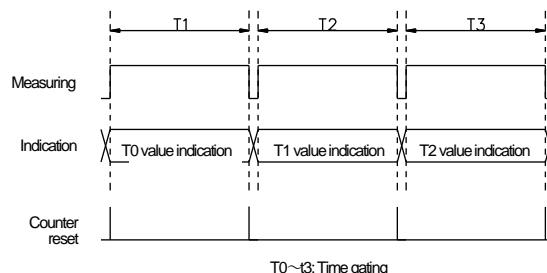 T1 T2 T3
Measuring
Indication T0 value indication T1 value indication T2 value indication
Counter
reset
T0~t3: Time gating